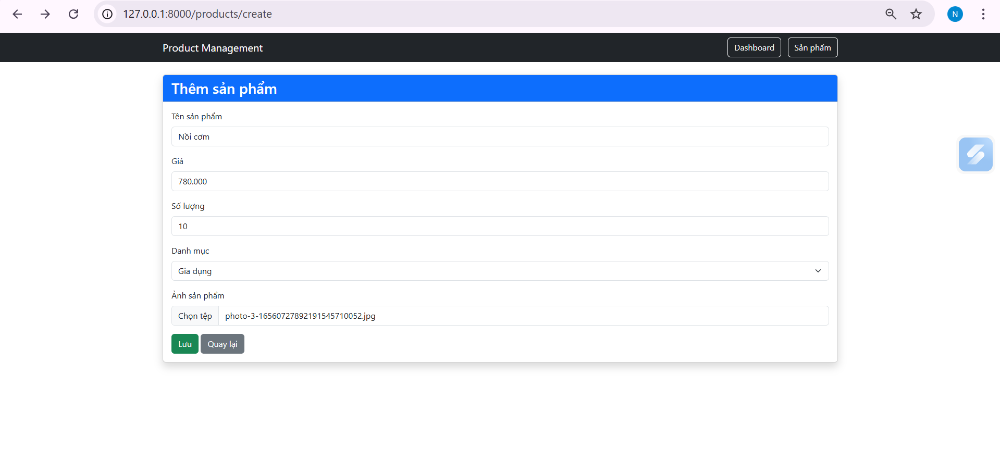 127.0.0.1:8000/products/create
N
Product Management
Dashboard
Sản phẩm
Thêm sản phẩm
Tên sản phẩm
Nồi cơm
Giá
780.000
Số lượng
10
Danh mục
Gia dụng
Ảnh sản phẩm
Chọn tệp photo-3-16560727892191545710052.jpg
Lưu Quay lại